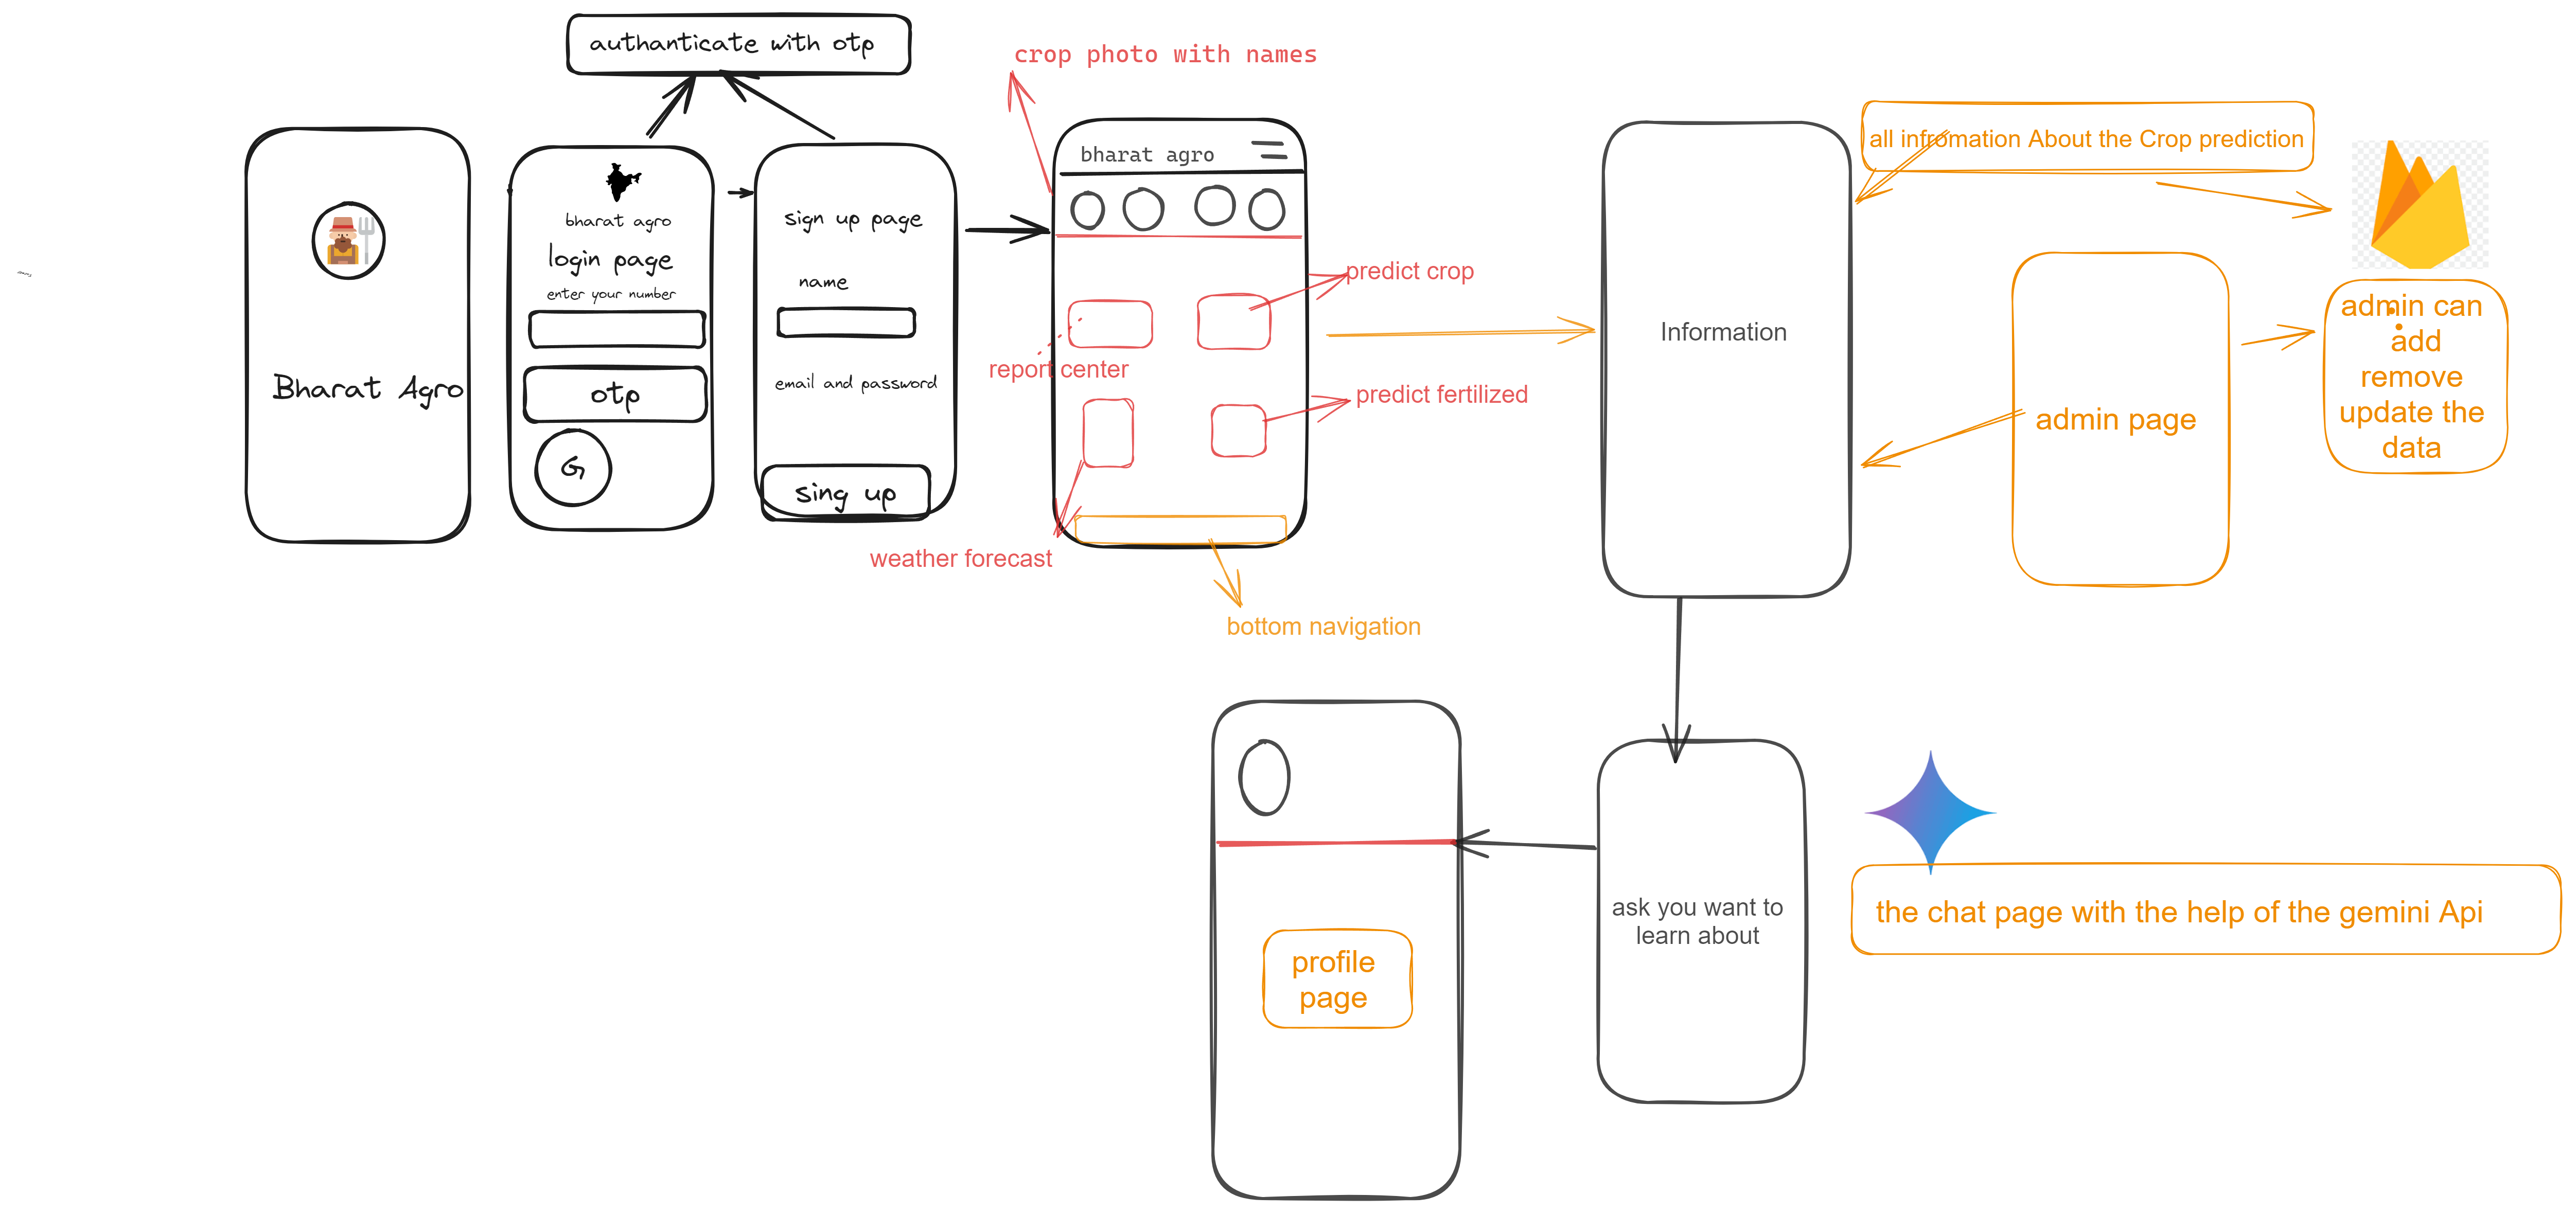 authanticate with otp
Bharat Agro
bharat agro
login page
enter your number
otp
G
sign up page
name
email and password
sing up
crop photo with names
bharat agro
predict crop
report center
predict fertilized
weather forecast
bottom navigation
Information
all infromation About the Crop prediction
admin page
admin can
add
remove
update the
data
ask you want to
learn about
the chat page with the help of the gemini Api
profile
page